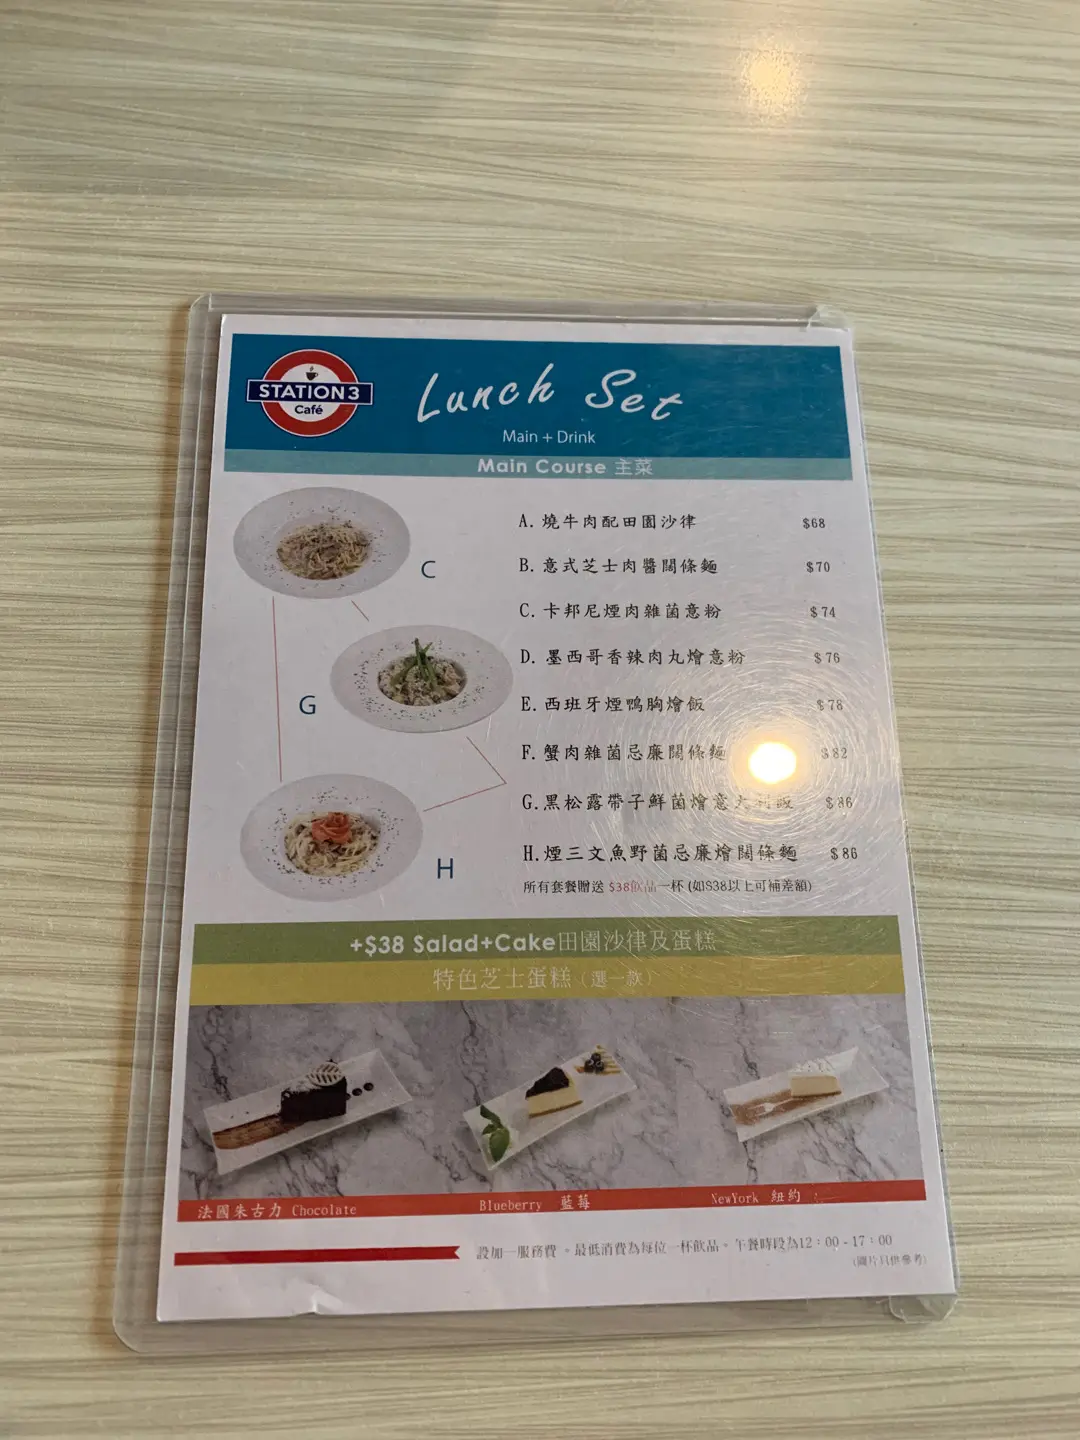 STATION 3
Café
Lunch Set
Main + Drink
Main Course 主菜
A. 燒牛肉配田園沙律 $68
B. 意式芝士肉醬闊條麵 $70
C. 卡邦尼煙肉雜菌意粉 $74
D. 墨西哥香辣肉丸燴意粉 $76
E. 西班牙煙鴨胸燴飯 $78
F. 蟹肉雜菌忌廉闊條麵 $82
G. 黑松露帶子鮮菌燴意大利飯 $86
H. 煙三文魚野菌忌廉燴闊條麵 $86
所有套餐贈送 $38飲品一杯 (如$38以上可補差額)
C
G
H
+$38 Salad+Cake田園沙律及蛋糕
特色芝士蛋糕（選一款）
法國朱古力 Chocolate
Blueberry 藍莓
NewYork 紐約
設加一服務費。最低消費為每位一杯飲品。午餐時段為12：00 - 17：00
(圖片只供參考)